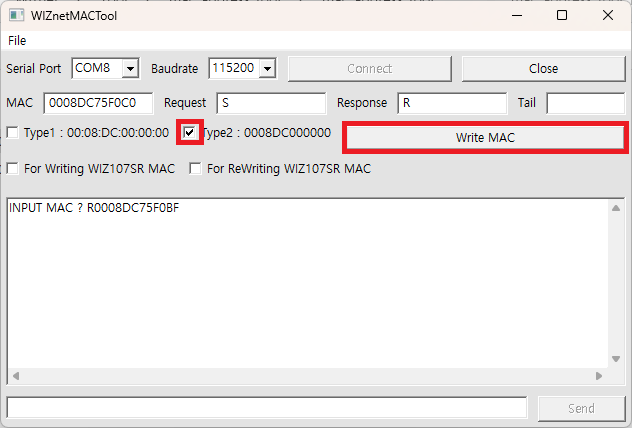 WIZnetMACTool
File
Serial Port COM8 Baudrate 115200 Connect Close
MAC 0008DC75F0C0 Request S Response R Tail
Type1 : 00:08:DC:00:00:00 Type2 : 0008DC000000 Write MAC
For Writing WIZ107SR MAC For ReWriting WIZ107SR MAC
INPUT MAC ? R0008DC75F0BF
Send